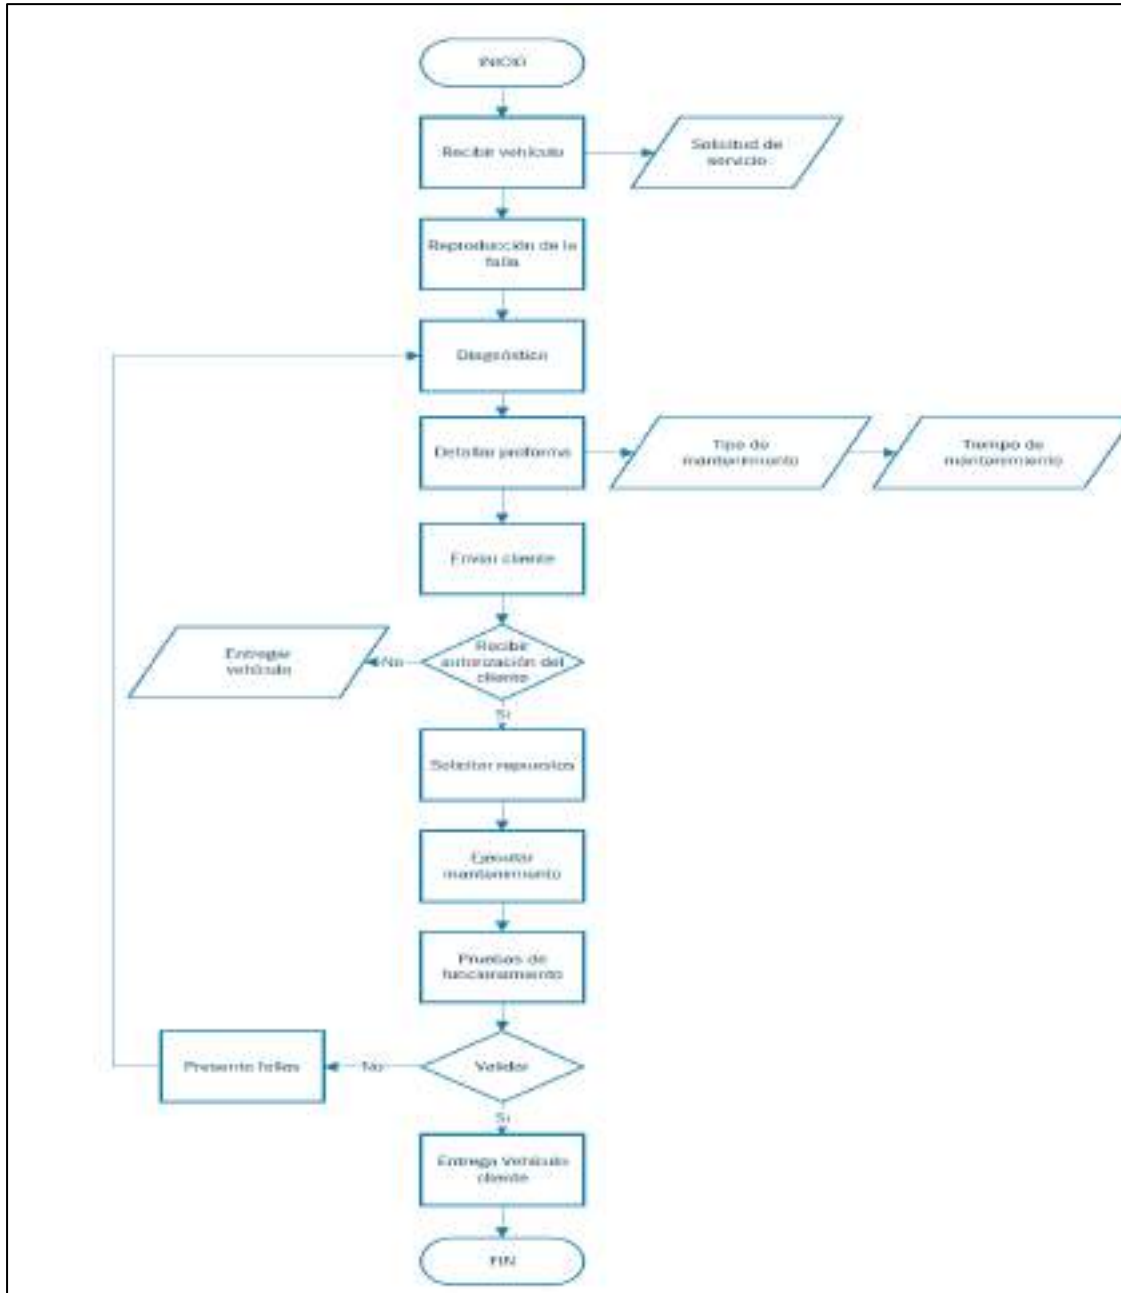 INICIO
Recibir vehículo
Solicitud de
servicio
Reproducción de la
falla
Diagnóstico
Detallar proforma
Tipo de
mantenimiento
Tiempo de
mantenimiento
Enviar cliente
Entregar
vehículo
No
Recibir
autorización del
cliente
Si
Solicitar repuestos
Ejecutar
mantenimiento
Pruebas de
funcionamiento
Presento fallas
No
Validar
Si
Entrega Vehículo
cliente
FIN